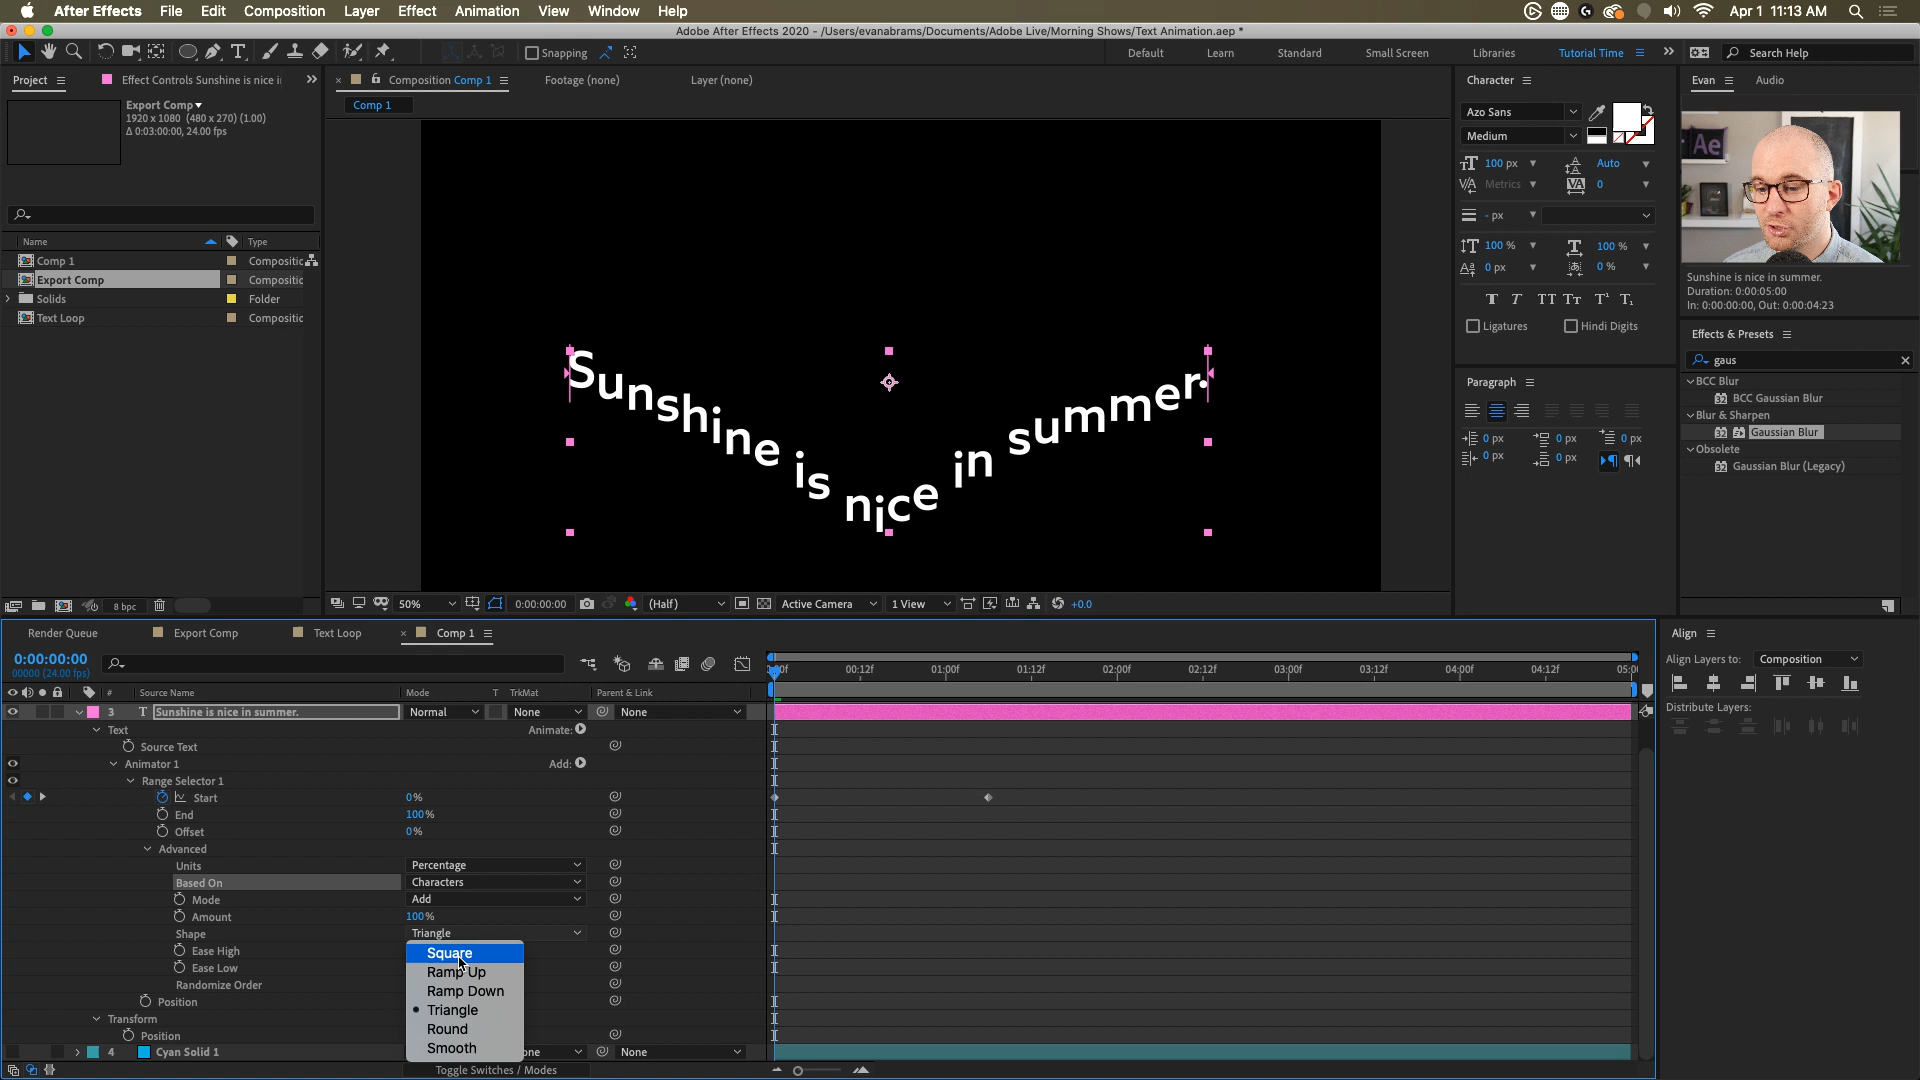 After Effects File Edit Composition Layer Effect Animation View Window Help Apr 1 11:13 AM
Adobe After Effects 2020 - /Users/evanabrams/Documents/Adobe Live/Morning Shows/Text Animation.aep *
Snapping Default Learn Standard Small Screen Libraries Tutorial Time Search Help
Project Effect Controls Sunshine is nice i Composition Comp 1 Footage (none) Layer (none) Character Evan Audio
Export Comp
1920 x 1080 (480 x 270) (1.00)
Δ 0:03:00:00, 24.00 fps
Comp 1
Azo Sans
Medium
Ae
100 px Auto
Metrics 0
- px
100 % 100 %
0 px 0 %
T T TT Tt T¹ T₁
Ligatures Hindi Digits
Name Type
Comp 1 Compositic
Export Comp Compositic
Solids Folder
Text Loop Compositic
Sunshine is nice in summer.
Sunshine is nice in summer.
Duration: 0:00:05:00
In: 0:00:00:00, Out: 0:00:04:23
Effects & Presets
gaus
BCC Blur
BCC Gaussian Blur
Blur & Sharpen
Gaussian Blur
Obsolete
Gaussian Blur (Legacy)
Paragraph
0 px 0 px 0 px
0 px 0 px
8 bpc 50% 0:00:00:00 (Half) Active Camera 1 View +0.0
Render Queue Export Comp Text Loop Comp 1
Align
Align Layers to: Composition
Distribute Layers:
0:00:00:00
00000 (24.00 fps)
:00f 00:12f 01:00f 01:12f 02:00f 02:12f 03:00f 03:12f 04:00f 04:12f 05:0
# Source Name Mode T TrkMat Parent & Link
3 T Sunshine is nice in summer. Normal None None
Text Animate:
Source Text
Animator 1 Add:
Range Selector 1
Start 0%
End 100%
Offset 0%
Advanced
Units Percentage
Based On Characters
Mode Add
Amount 100%
Shape Triangle
Ease High
Ease Low
Randomize Order
Position
Transform
Position
4 Cyan Solid 1 one None
Square
Ramp Up
Ramp Down
Triangle
Round
Smooth
Toggle Switches / Modes